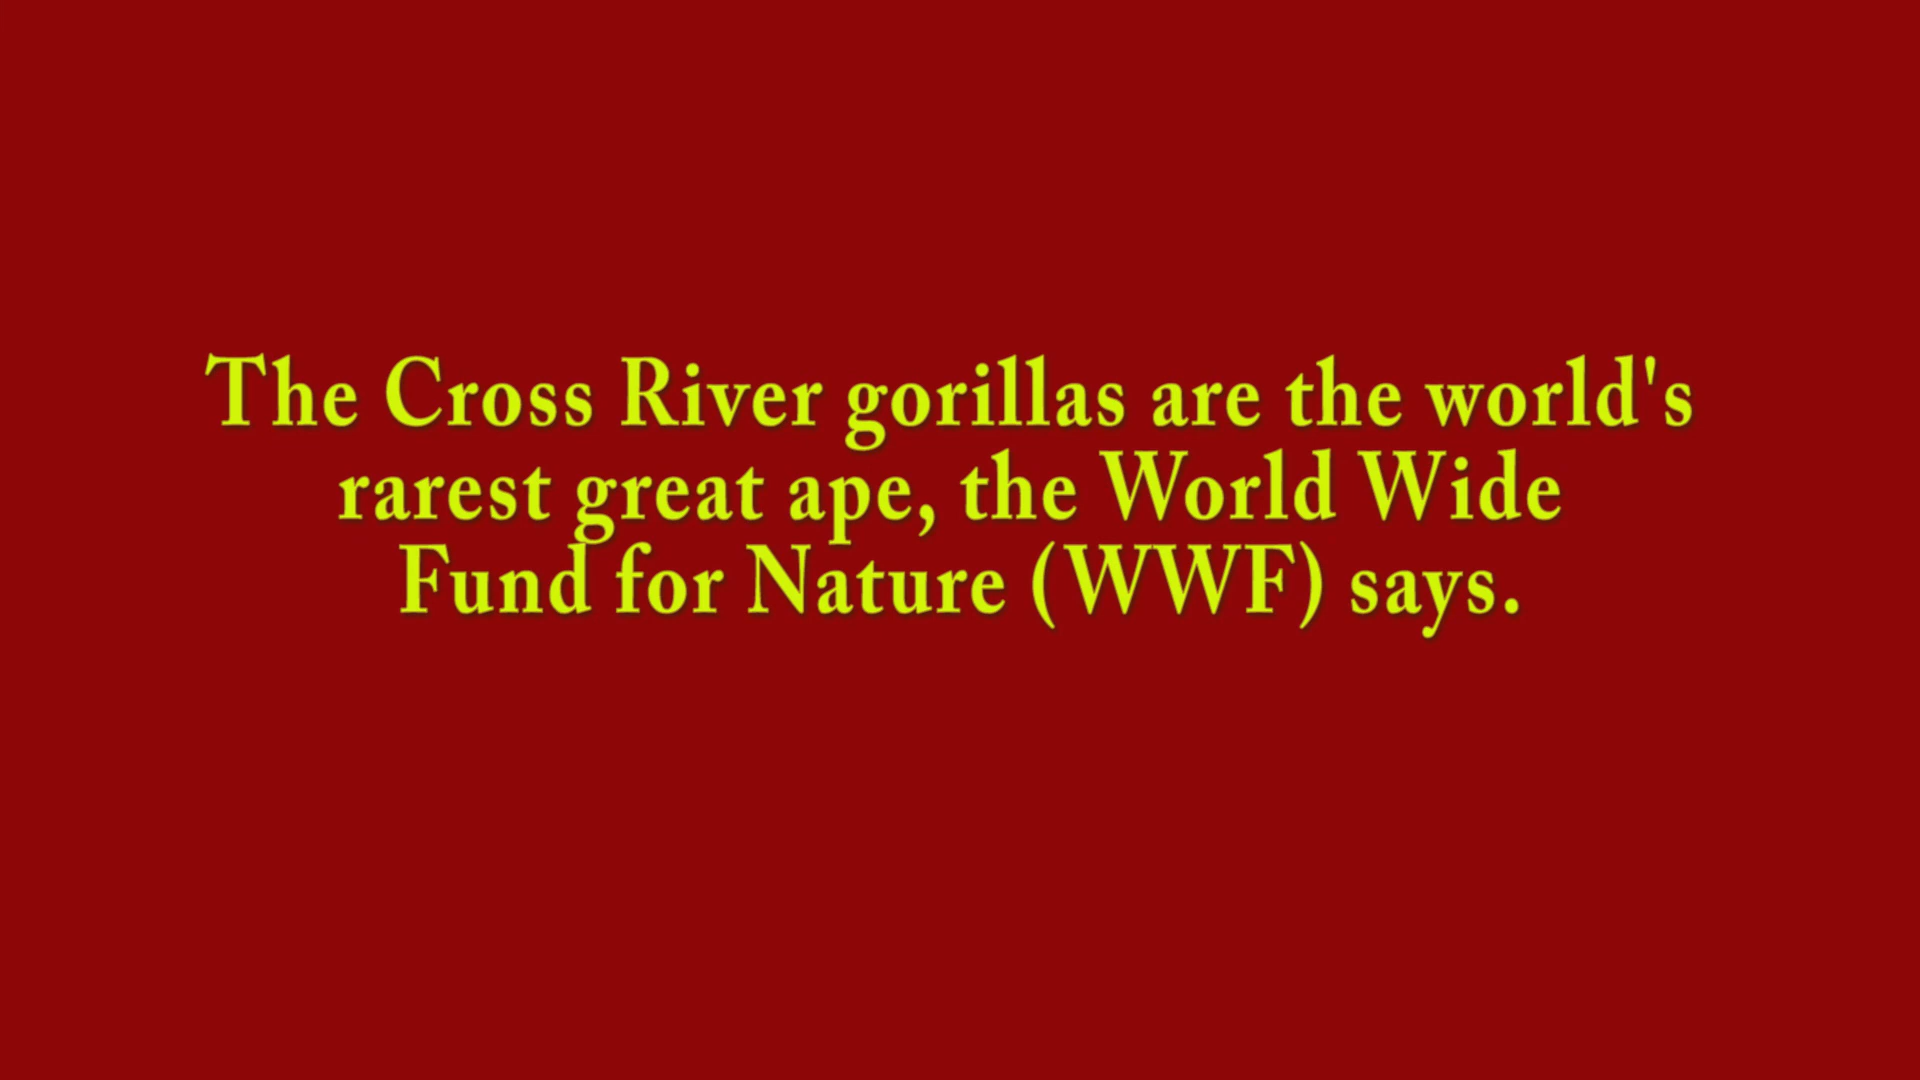 The Cross River gorillas are the world's
rarest great ape, the World Wide
Fund for Nature (WWF) says.